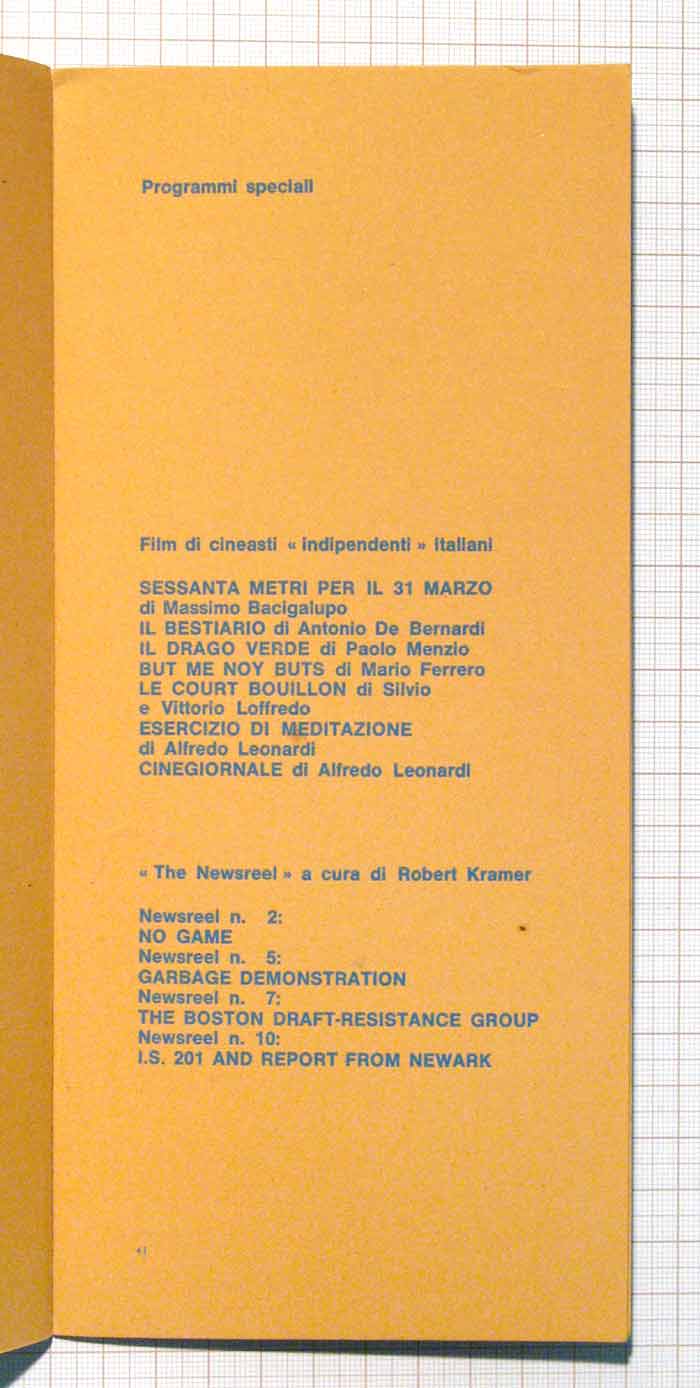 Programmi speciali
Film di cineasti « indipendenti » italiani
SESSANTA METRI PER IL 31 MARZO
di Massimo Bacigalupo
IL BESTIARIO di Antonio De Bernardi
IL DRAGO VERDE di Paolo Menzio
BUT ME NOY BUTS di Mario Ferrero
LE COURT BOUILLON di Silvio
e Vittorio Loffredo
ESERCIZIO DI MEDITAZIONE
di Alfredo Leonardi
CINEGIORNALE di Alfredo Leonardi
« The Newsreel » a cura di Robert Kramer
Newsreel n. 2:
NO GAME
Newsreel n. 5:
GARBAGE DEMONSTRATION
Newsreel n. 7:
THE BOSTON DRAFT-RESISTANCE GROUP
Newsreel n. 10:
I.S. 201 AND REPORT FROM NEWARK
41